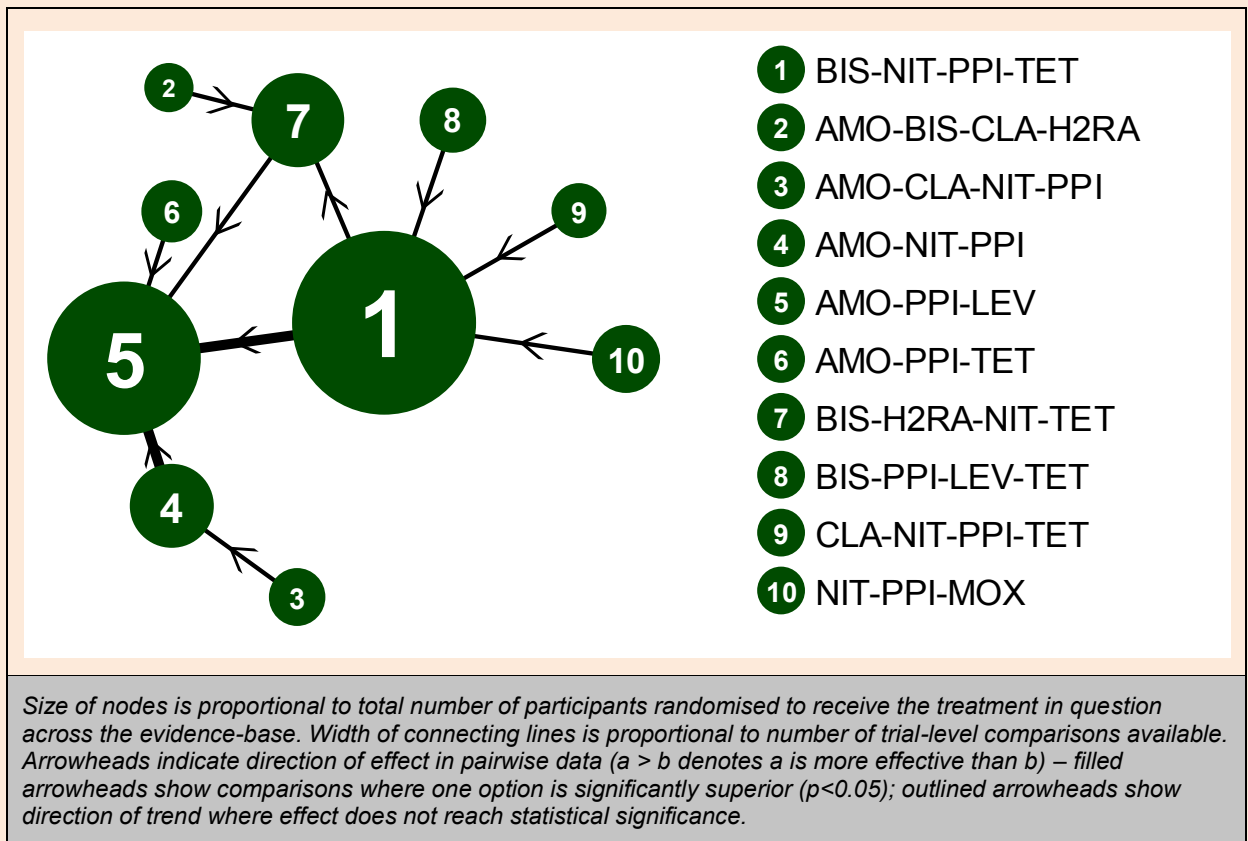 2
7
8
6
9
1
5
10
4
3
1 BIS-NIT-PPI-TET
2 AMO-BIS-CLA-H2RA
3 AMO-CLA-NIT-PPI
4 AMO-NIT-PPI
5 AMO-PPI-LEV
6 AMO-PPI-TET
7 BIS-H2RA-NIT-TET
8 BIS-PPI-LEV-TET
9 CLA-NIT-PPI-TET
10 NIT-PPI-MOX
Size of nodes is proportional to total number of participants randomised to receive the treatment in question
across the evidence-base. Width of connecting lines is proportional to number of trial-level comparisons available.
Arrowheads indicate direction of effect in pairwise data (a > b denotes a is more effective than b) – filled
arrowheads show comparisons where one option is significantly superior (p<0.05); outlined arrowheads show
direction of trend where effect does not reach statistical significance.